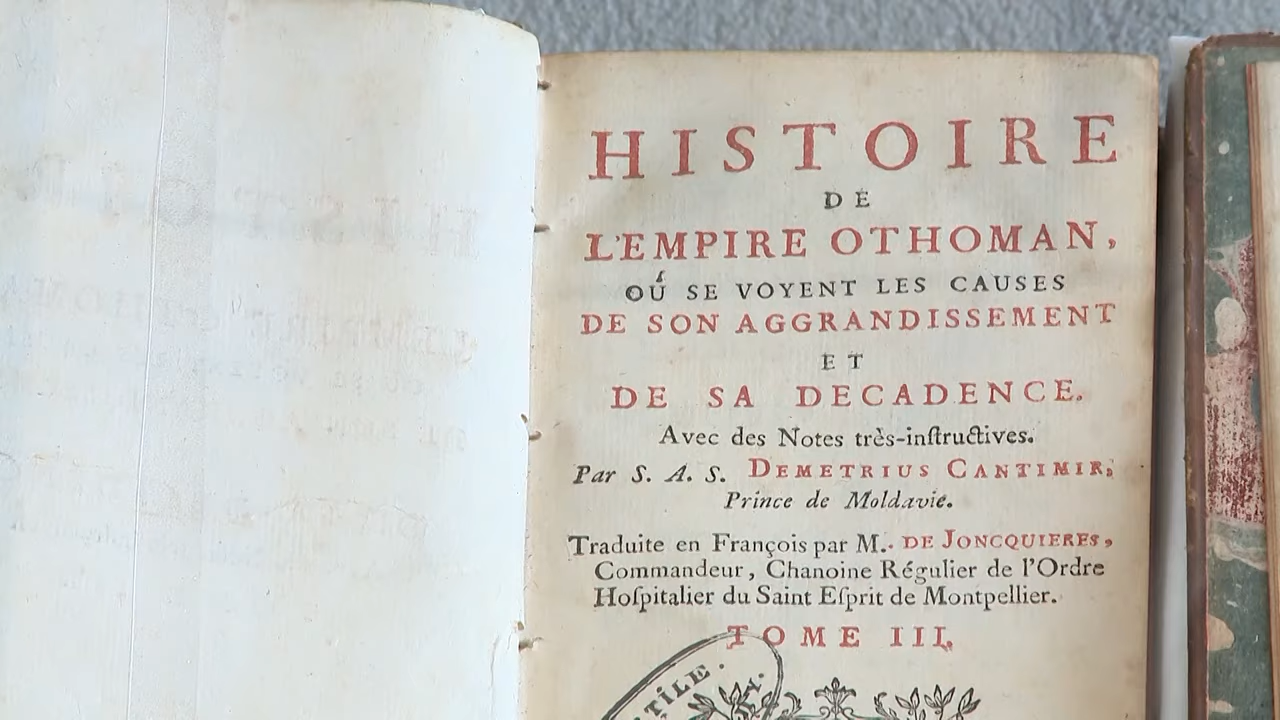 HISTOIRE
DE
L'EMPIRE OTHOMAN,
OÚ SE VOYENT LES CAUSES
DE SON AGGRANDISSEMENT
ET
DE SA DECADENCE.
Avec des Notes très-inſtructives.
Par S. A. S. DEMETRIUS CANTIMIR,
Prince de Moldavie.
Traduite en François par M. DE JONCQUIERES,
Commandeur, Chanoine Régulier de l'Ordre
Hoſpitalier du Saint Eſprit de Montpellier.
TOME III.